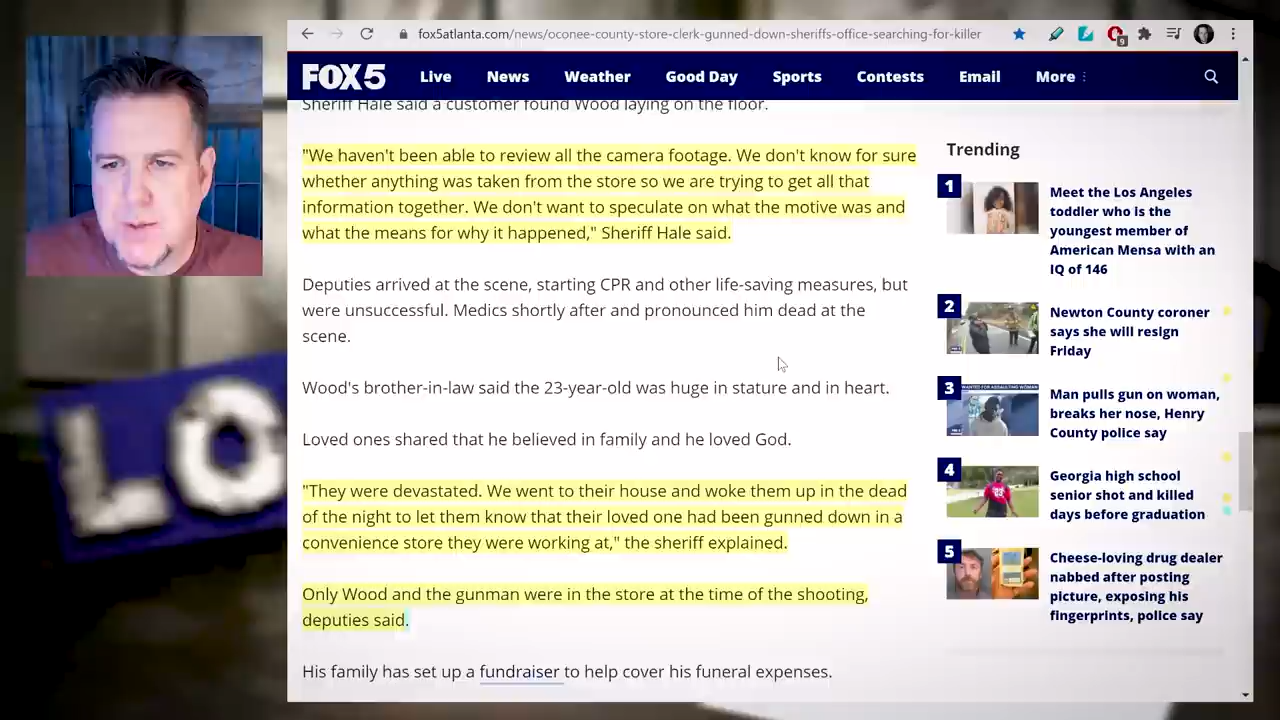 fox5atlanta.com/news/oconee-county-store-clerk-gunned-down-sheriffs-office-searching-for-killer
9
FOX 5
Live
News
Weather
Good Day
Sports
Contests
Email
More
Sheriff Hale said a customer found Wood laying on the floor.
"We haven't been able to review all the camera footage. We don't know for sure
whether anything was taken from the store so we are trying to get all that
information together. We don't want to speculate on what the motive was and
what the means for why it happened," Sheriff Hale said.
Deputies arrived at the scene, starting CPR and other life-saving measures, but
were unsuccessful. Medics shortly after and pronounced him dead at the
scene.
Wood's brother-in-law said the 23-year-old was huge in stature and in heart.
Loved ones shared that he believed in family and he loved God.
"They were devastated. We went to their house and woke them up in the dead
of the night to let them know that their loved one had been gunned down in a
convenience store they were working at," the sheriff explained.
Only Wood and the gunman were in the store at the time of the shooting,
deputies said.
His family has set up a fundraiser to help cover his funeral expenses.
Trending
1
Meet the Los Angeles
toddler who is the
youngest member of
American Mensa with an
IQ of 146
2
Newton County coroner
says she will resign
Friday
3
Man pulls gun on woman,
breaks her nose, Henry
County police say
4
Georgia high school
senior shot and killed
days before graduation
5
Cheese-loving drug dealer
nabbed after posting
picture, exposing his
fingerprints, police say
LO